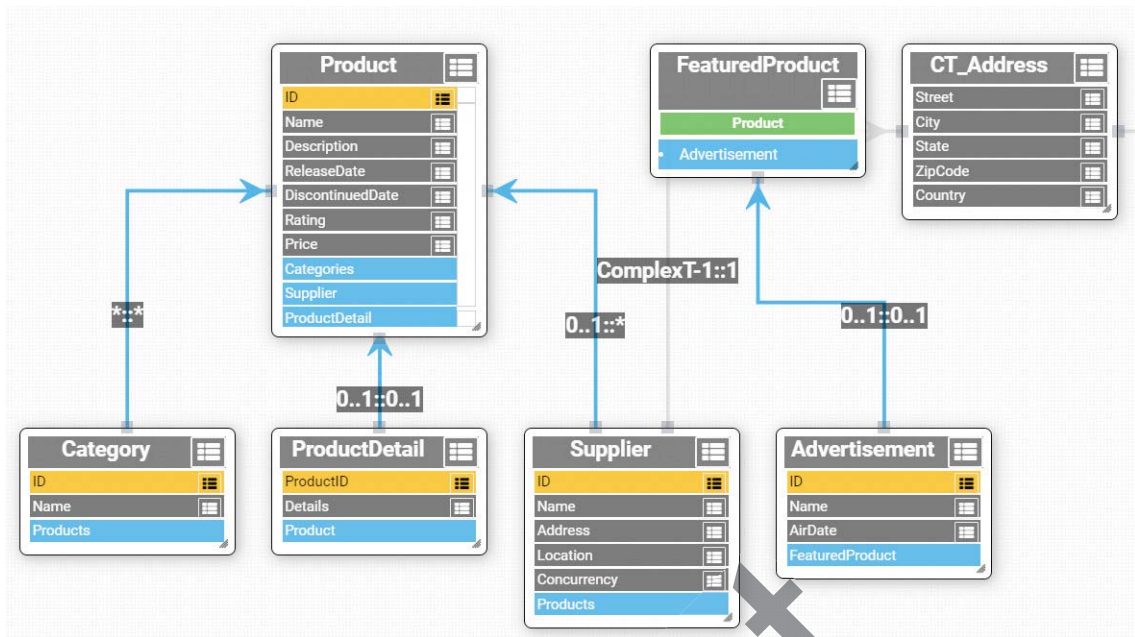 Product
ID
Name
Description
ReleaseDate
DiscontinuedDate
Rating
Price
Categories
Supplier
ProductDetail
FeaturedProduct
Product
Advertisement
CT_Address
Street
City
State
ZipCode
Country
*::*
0..1::0..1
0..1::*
ComplexT-1::1
0..1::0..1
Category
ID
Name
Products
ProductDetail
ProductID
Details
Product
Supplier
ID
Name
Address
Location
Concurrency
Products
Advertisement
ID
Name
AirDate
FeaturedProduct